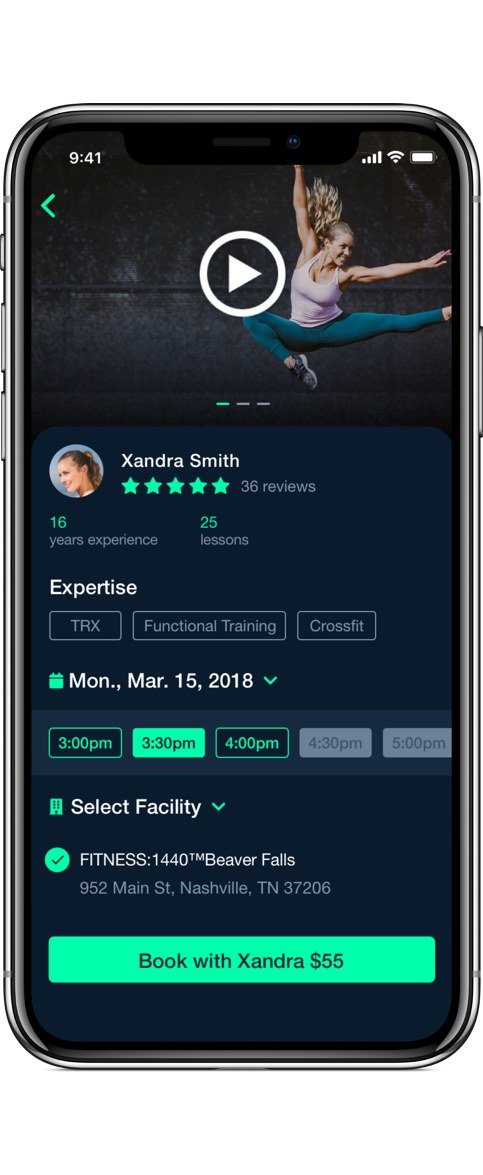 9:41
Xandra Smith
36 reviews
16
25
years experience
lessons
Expertise
TRX
Functional Training
Crossfit
Mon., Mar. 15, 2018
3:00pm
3:30pm
4:00pm
4:30pm
5:00pm
Select Facility
FITNESS:1440™Beaver Falls
952 Main St, Nashville, TN 37206
Book with Xandra $55